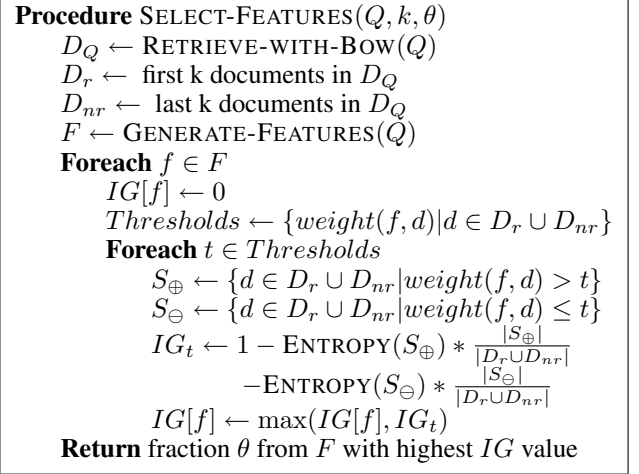 Procedure SELECT-FEATURES(Q, k, θ)
D_Q ← RETRIEVE-WITH-BOW(Q)
D_r ← first k documents in D_Q
D_nr ← last k documents in D_Q
F ← GENERATE-FEATURES(Q)
Foreach f ∈ F
IG[f] ← 0
Thresholds ← {weight(f, d)|d ∈ D_r ∪ D_nr}
Foreach t ∈ Thresholds
S_⊕ ← {d ∈ D_r ∪ D_nr|weight(f, d) > t}
S_⊖ ← {d ∈ D_r ∪ D_nr|weight(f, d) ≤ t}
IG_t ← 1 − ENTROPY(S_⊕) ∗ |S_⊕| / |D_r ∪ D_nr|
−ENTROPY(S_⊖) ∗ |S_⊖| / |D_r ∪ D_nr|
IG[f] ← max(IG[f], IG_t)
Return fraction θ from F with highest IG value